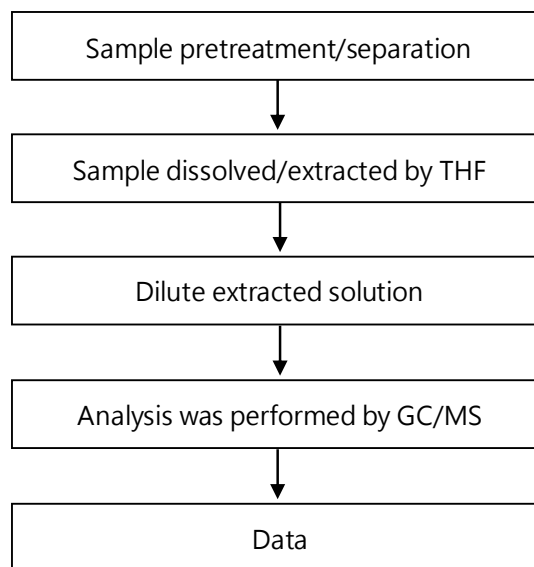 Sample pretreatment/separation
Sample dissolved/extracted by THF
Dilute extracted solution
Analysis was performed by GC/MS
Data